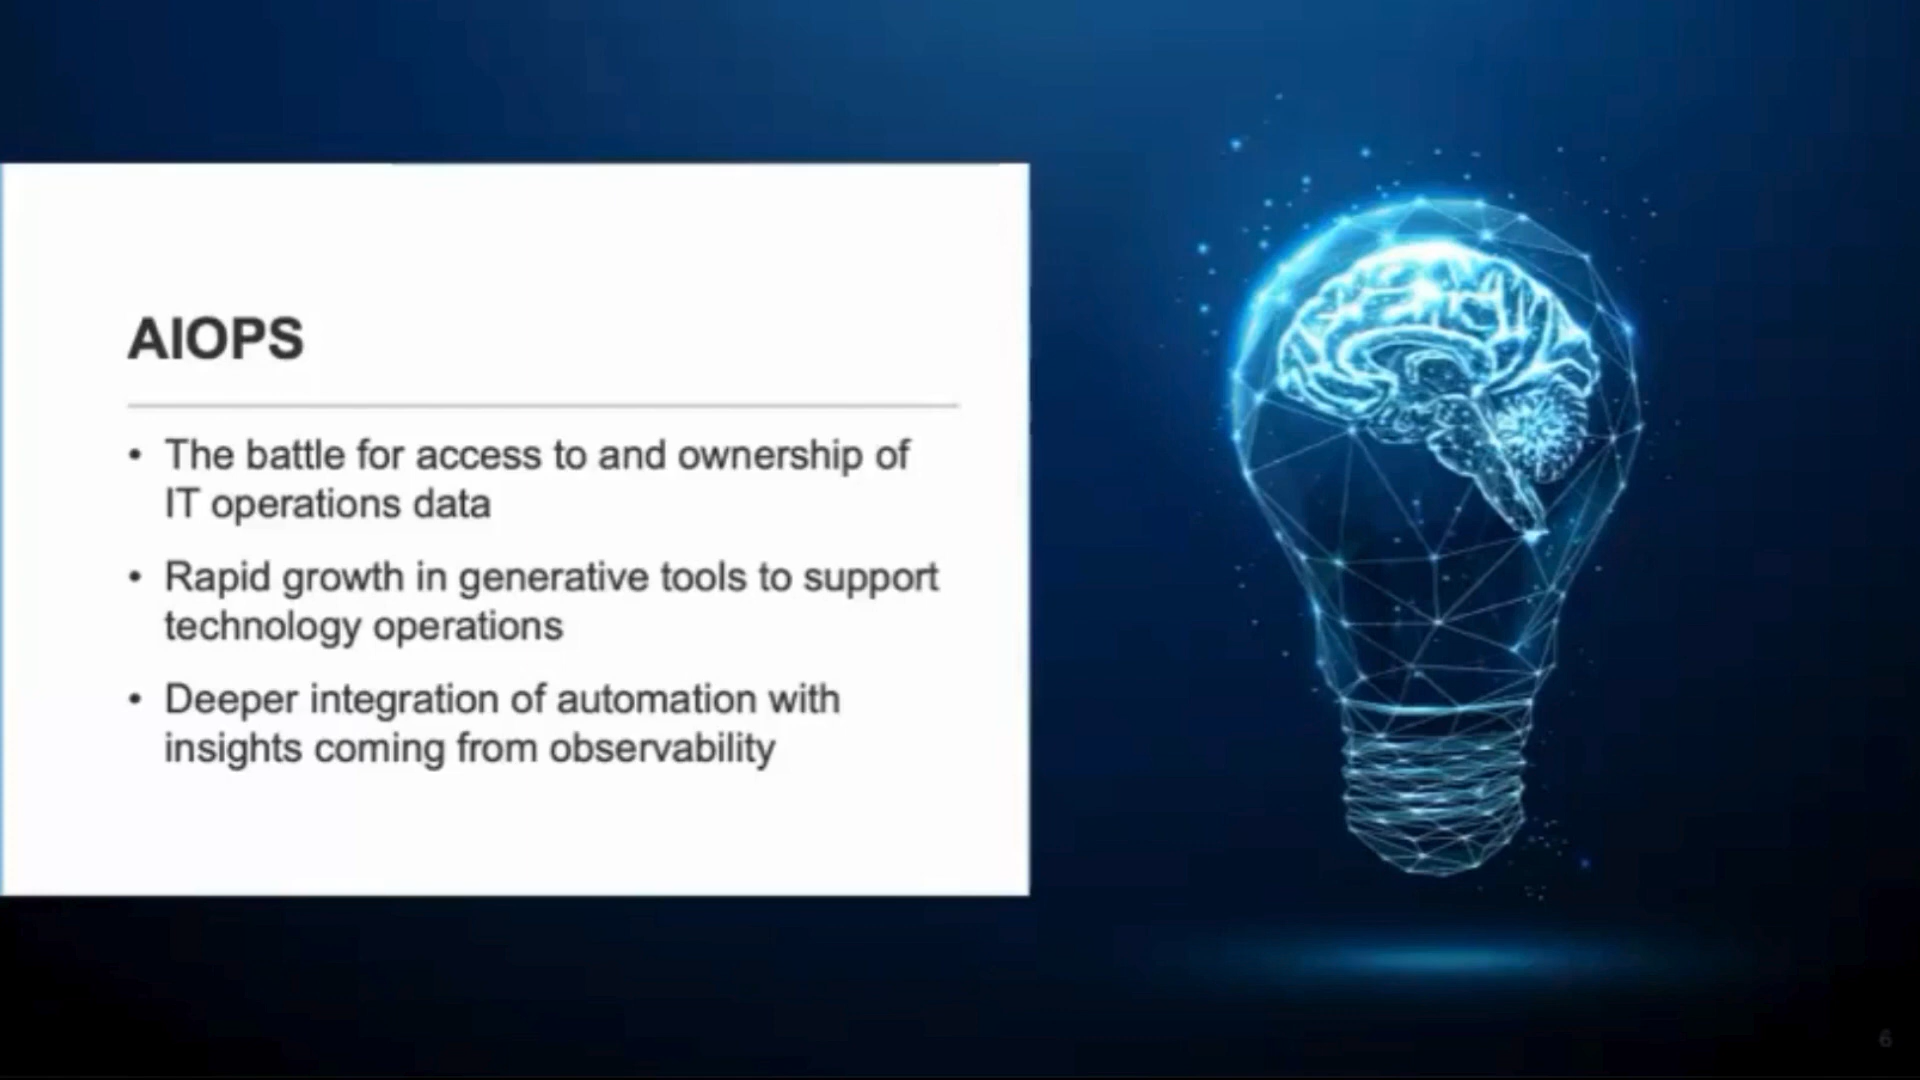 AIOPS
• The battle for access to and ownership of
IT operations data
• Rapid growth in generative tools to support
technology operations
• Deeper integration of automation with
insights coming from observability
6